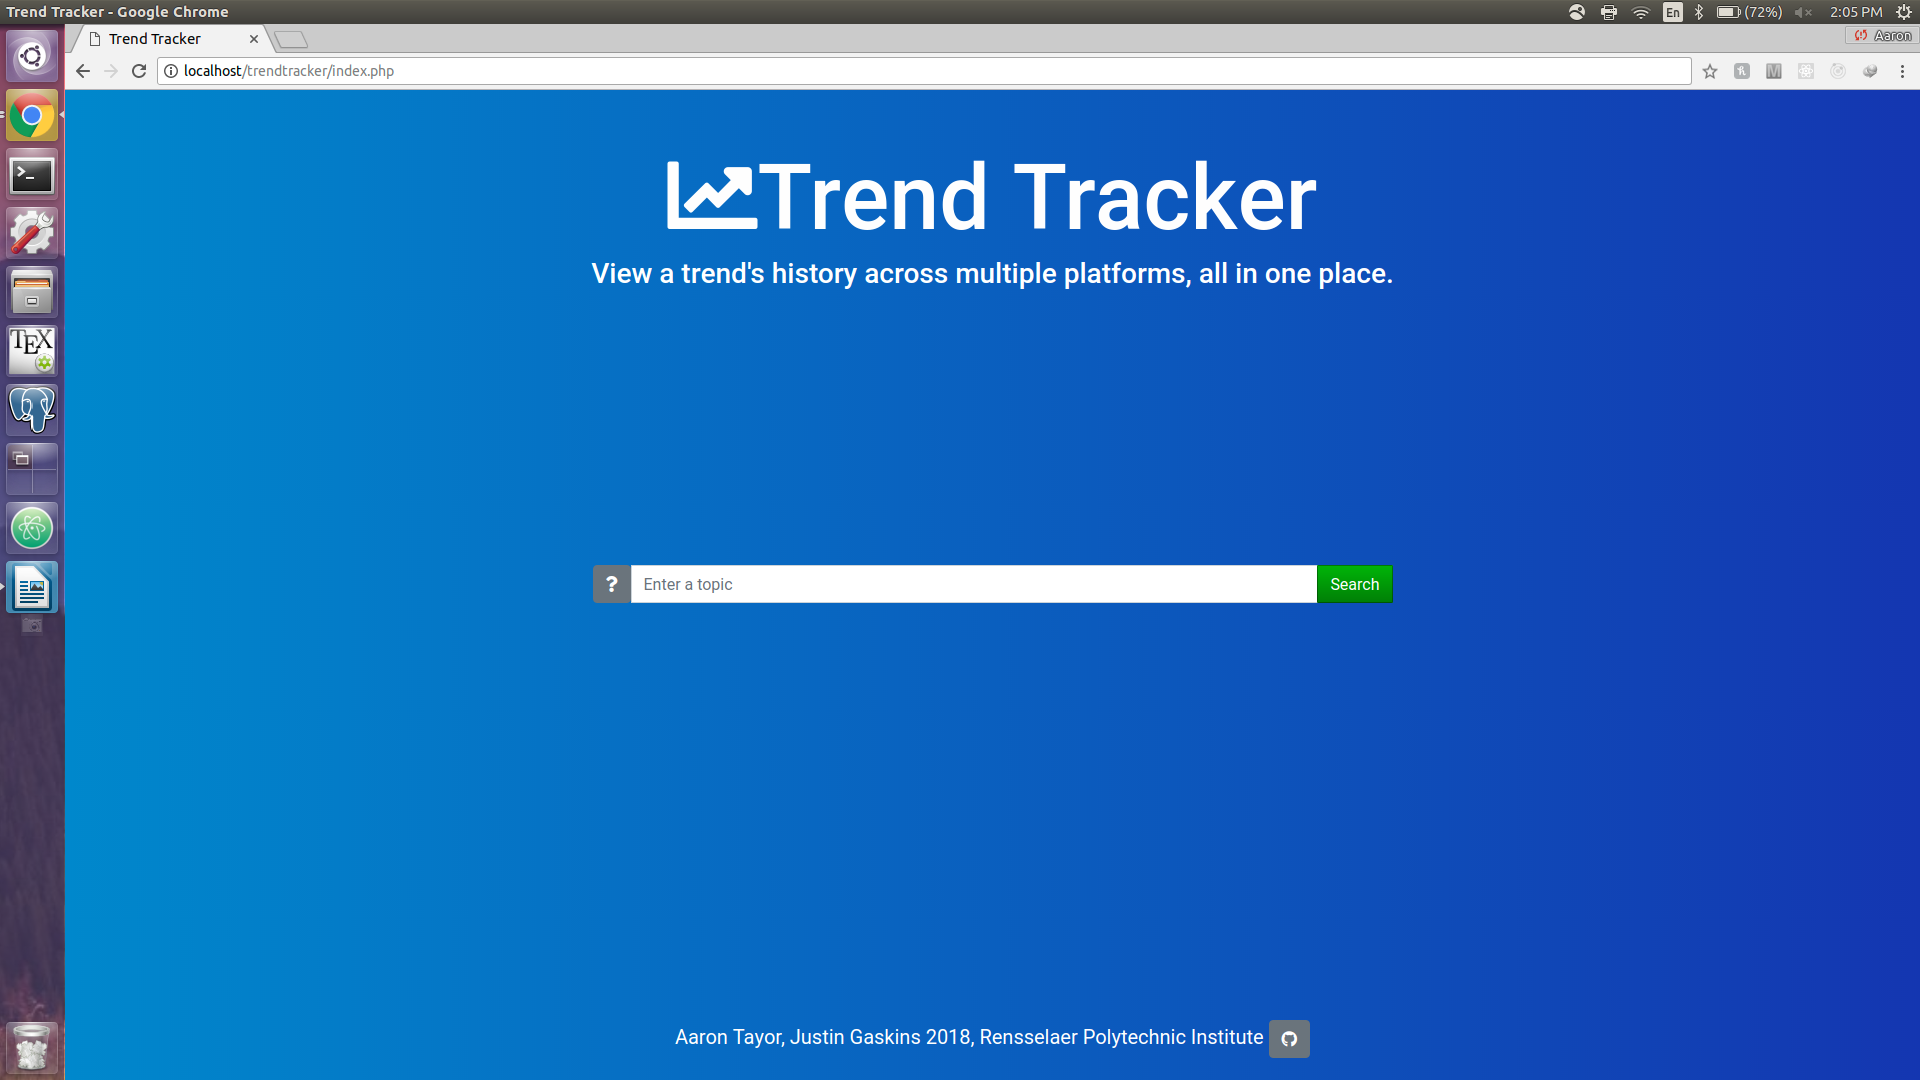 Trend Tracker - Google Chrome
En
(72%)
2:05 PM
Trend Tracker
Aaron
localhost/trendtracker/index.php
Trend Tracker
View a trend's history across multiple platforms, all in one place.
? Enter a topic Search
Aaron Tayor, Justin Gaskins 2018, Rensselaer Polytechnic Institute
TEX
M